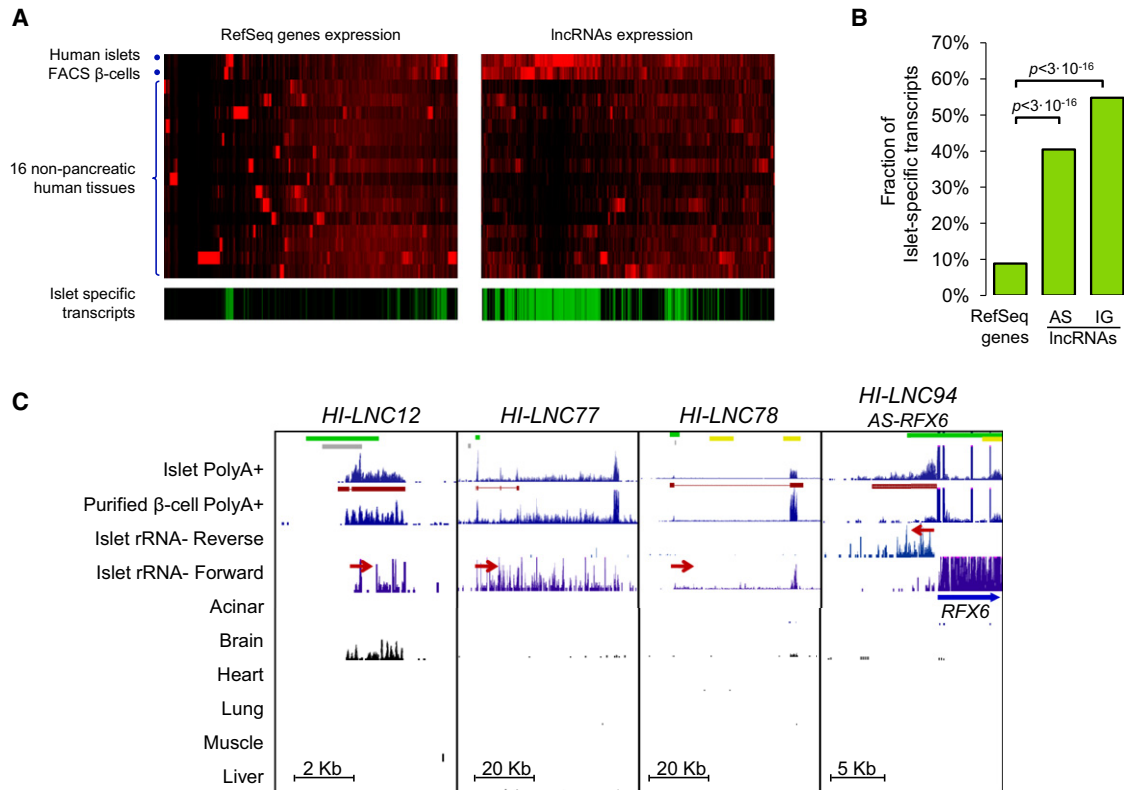 A
RefSeq genes expression
lncRNAs expression
Human islets
FACS β-cells
16 non-pancreatic
human tissues
Islet specific
transcripts
B
Fraction of
Islet-specific transcripts
70%
60%
50%
40%
30%
20%
10%
0%
p<3·10-16
p<3·10-16
RefSeq
genes
AS
IG
lncRNAs
C
HI-LNC12
HI-LNC77
HI-LNC78
HI-LNC94
AS-RFX6
Islet PolyA+
Purified β-cell PolyA+
Islet rRNA- Reverse
Islet rRNA- Forward
Acinar
Brain
Heart
Lung
Muscle
Liver
RFX6
2 Kb
20 Kb
20 Kb
5 Kb